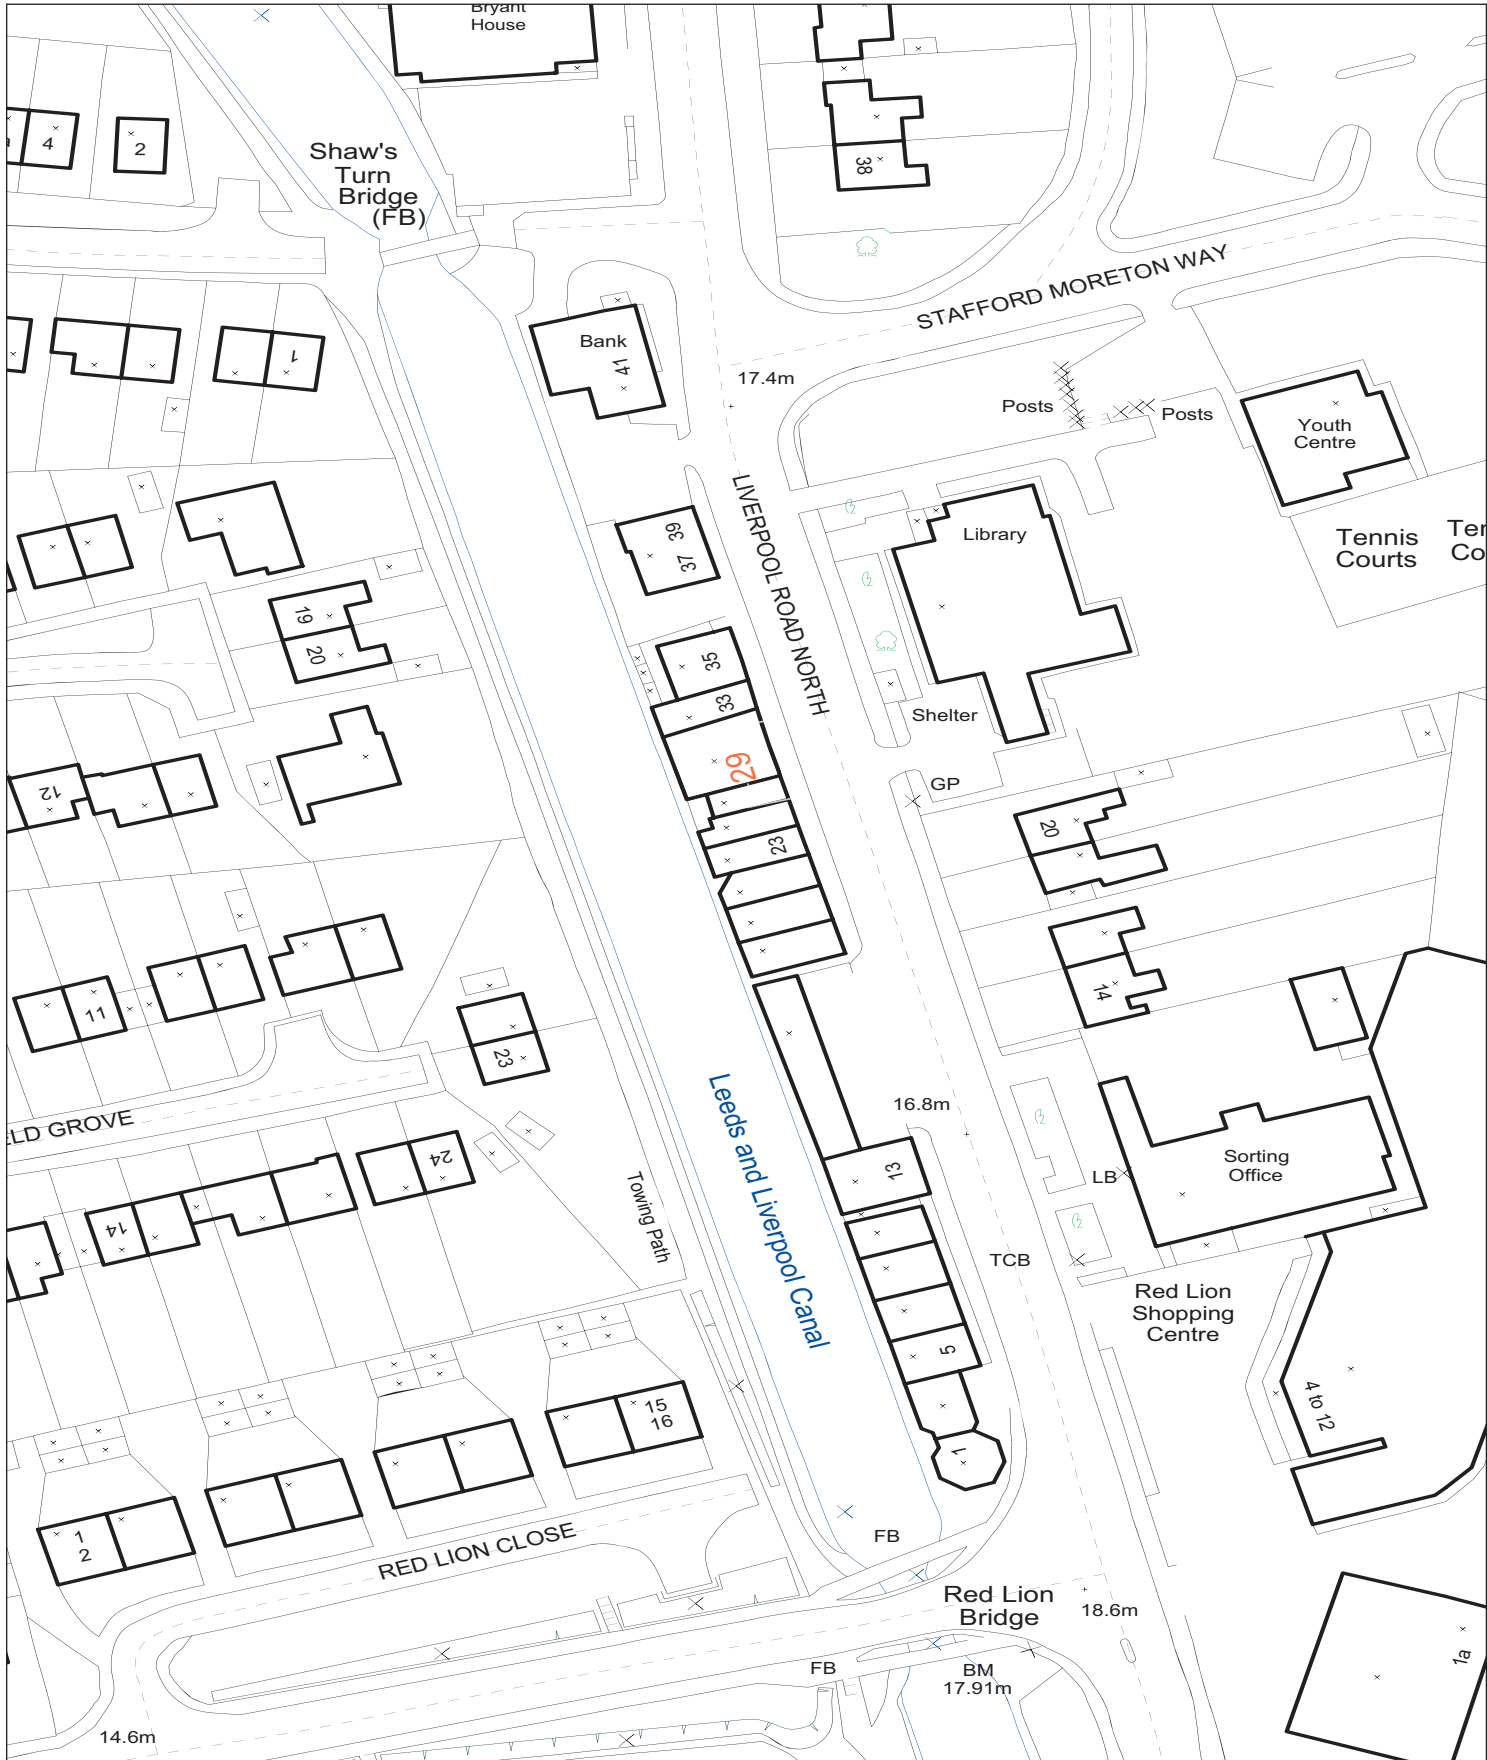 Bryant
House
Shaw's
Turn
Bridge
(FB)
4
2
38
STAFFORD MORETON WAY
Bank
41
17.4m
1
Posts
Posts
Youth
Centre
LIVERPOOL ROAD NORTH
39
37
Library
Tennis
Courts
19
20
35
33
29
Shelter
GP
12
20
23
11
14
23
16.8m
Leeds and Liverpool Canal
ELD GROVE
24
14
13
LB
Sorting
Office
Towing Path
TCB
Red Lion
Shopping
Centre
5
4 to 12
15
16
1
1
2
RED LION CLOSE
FB
Red Lion
Bridge
18.6m
FB
BM
17.91m
1a
14.6m